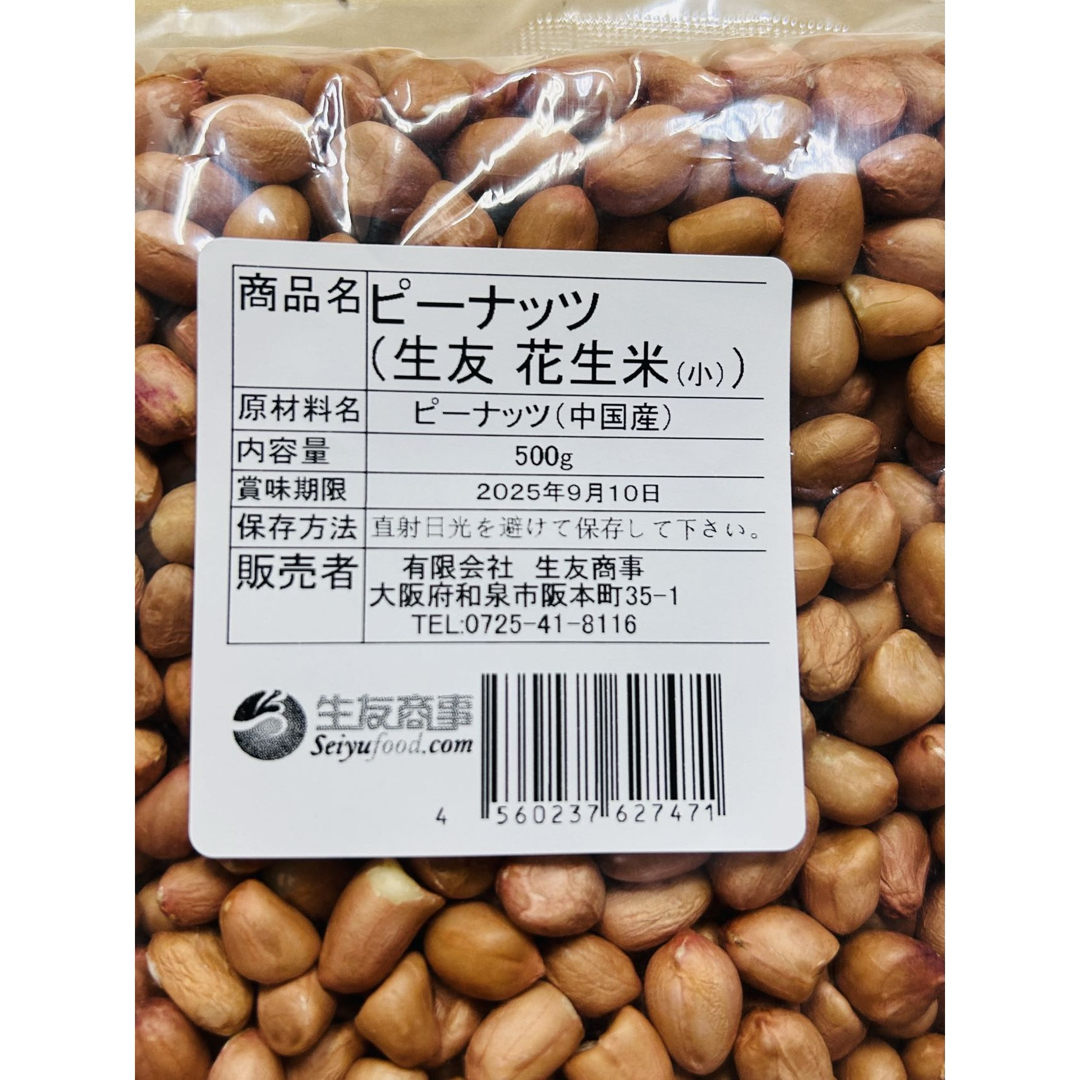 商品名 ピーナッツ
（生友 花生米（小））
原材料名 ピーナッツ（中国産）
内容量 500g
賞味期限 2025年9月10日
保存方法 直射日光を避けて保存して下さい。
販売者 有限会社 生友商事
大阪府和泉市阪本町35-1
TEL:0725-41-8116
生友商事
Seiyufood.com
4 560237 627471